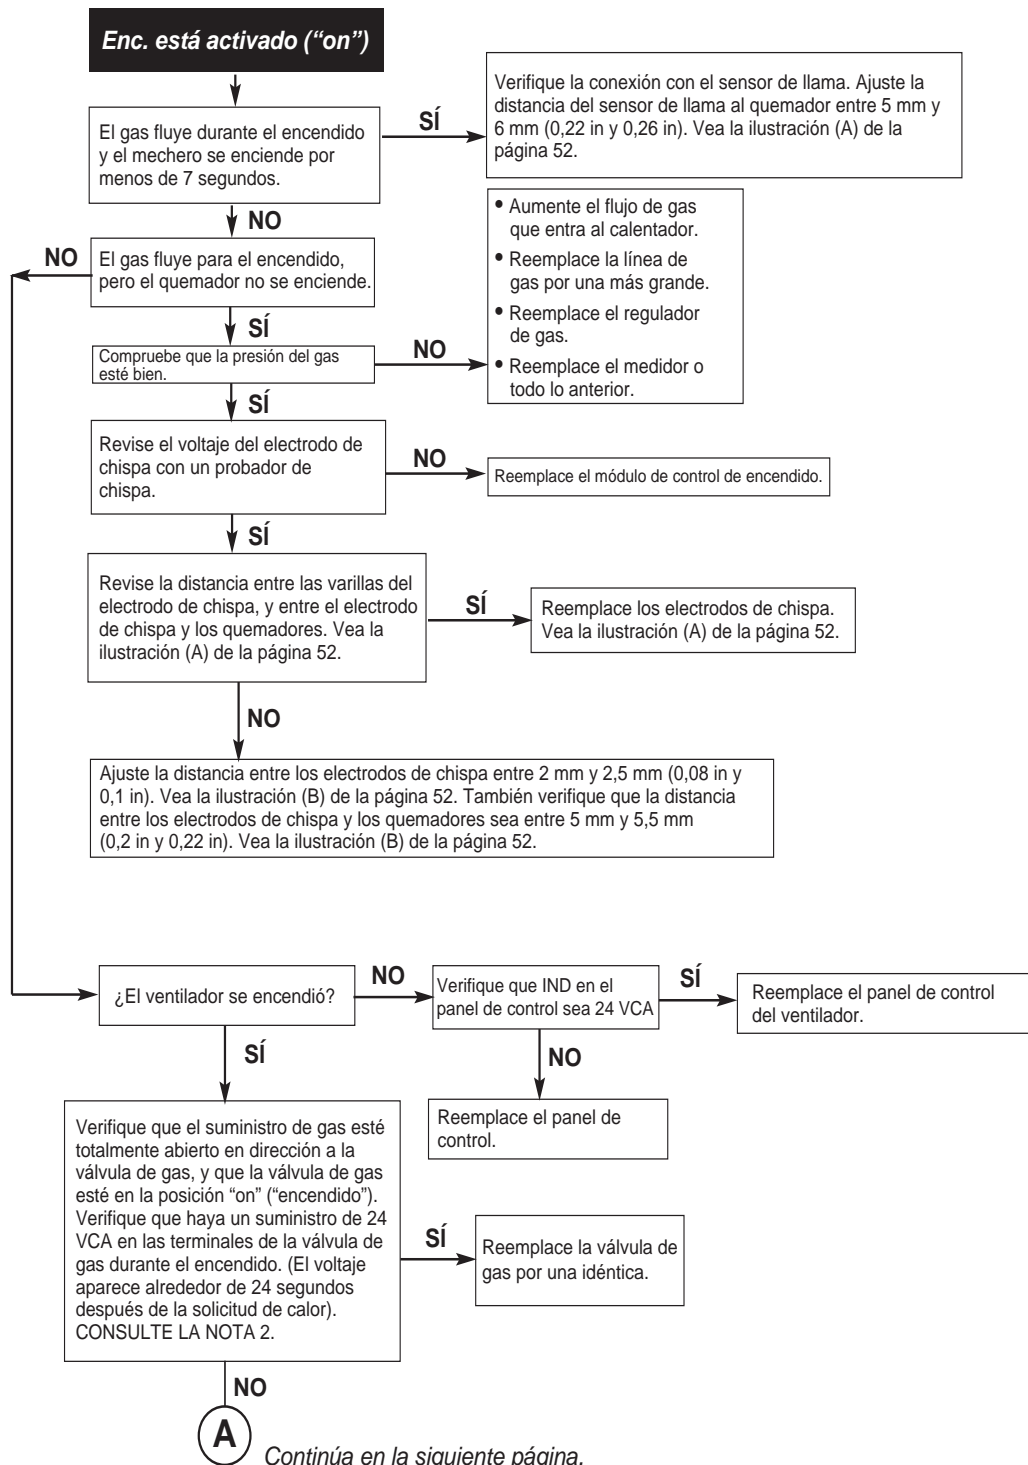 Enc. está activado (“on”)
El gas fluye durante el encendido
y el mechero se enciende por
menos de 7 segundos.
SÍ
Verifique la conexión con el sensor de llama. Ajuste la
distancia del sensor de llama al quemador entre 5 mm y
6 mm (0,22 in y 0,26 in). Vea la ilustración (A) de la
página 52.
NO
NO
El gas fluye para el encendido,
pero el quemador no se enciende.
• Aumente el flujo de gas
que entra al calentador.
• Reemplace la línea de
gas por una más grande.
• Reemplace el regulador
de gas.
• Reemplace el medidor o
todo lo anterior.
SÍ
Compruebe que la presión del gas
esté bien.
NO
SÍ
Revise el voltaje del electrodo de
chispa con un probador de
chispa.
NO
Reemplace el módulo de control de encendido.
SÍ
Revise la distancia entre las varillas del
electrodo de chispa, y entre el electrodo
de chispa y los quemadores. Vea la
ilustración (A) de la página 52.
SÍ
Reemplace los electrodos de chispa.
Vea la ilustración (A) de la página 52.
NO
Ajuste la distancia entre los electrodos de chispa entre 2 mm y 2,5 mm (0,08 in y
0,1 in). Vea la ilustración (B) de la página 52. También verifique que la distancia
entre los electrodos de chispa y los quemadores sea entre 5 mm y 5,5 mm
(0,2 in y 0,22 in). Vea la ilustración (B) de la página 52.
¿El ventilador se encendió?
NO
Verifique que IND en el
panel de control sea 24 VCA
SÍ
Reemplace el panel de control
del ventilador.
SÍ
NO
Reemplace el panel de
control.
Verifique que el suministro de gas esté
totalmente abierto en dirección a la
válvula de gas, y que la válvula de gas
esté en la posición “on” (“encendido”).
Verifique que haya un suministro de 24
VCA en las terminales de la válvula de
gas durante el encendido. (El voltaje
aparece alrededor de 24 segundos
después de la solicitud de calor).
CONSULTE LA NOTA 2.
SÍ
Reemplace la válvula de
gas por una idéntica.
NO
A
Continúa en la siguiente página.